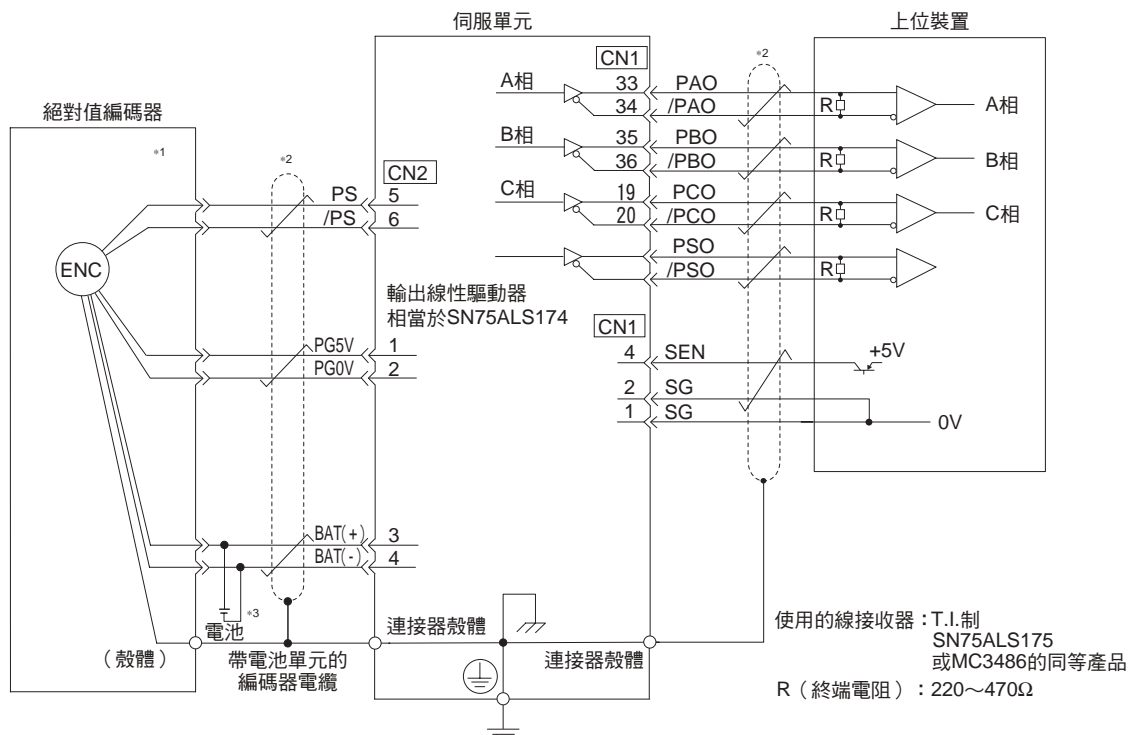 伺服單元
上位裝置
CN1
*2
A相
33
PAO
34
/PAO
R
A相
絕對值編碼器
*1
*2
B相
35
PBO
36
/PBO
R
B相
CN2
C相
19
PCO
20
/PCO
R
C相
PS
5
/PS
6
PSO
/PSO
R
ENC
輸出線性驅動器
相當於SN75ALS174
CN1
PG5V
1
PG0V
2
4
SEN
+5V
2
SG
1
SG
0V
BAT(+)
3
BAT(-)
4
*3
電池
連接器殼體
（殼體）
帶電池單元的
編碼器電纜
連接器殼體
使用的線接收器：T.I.制
SN75ALS175
或MC3486的同等產品
R（終端電阻）：220～470Ω